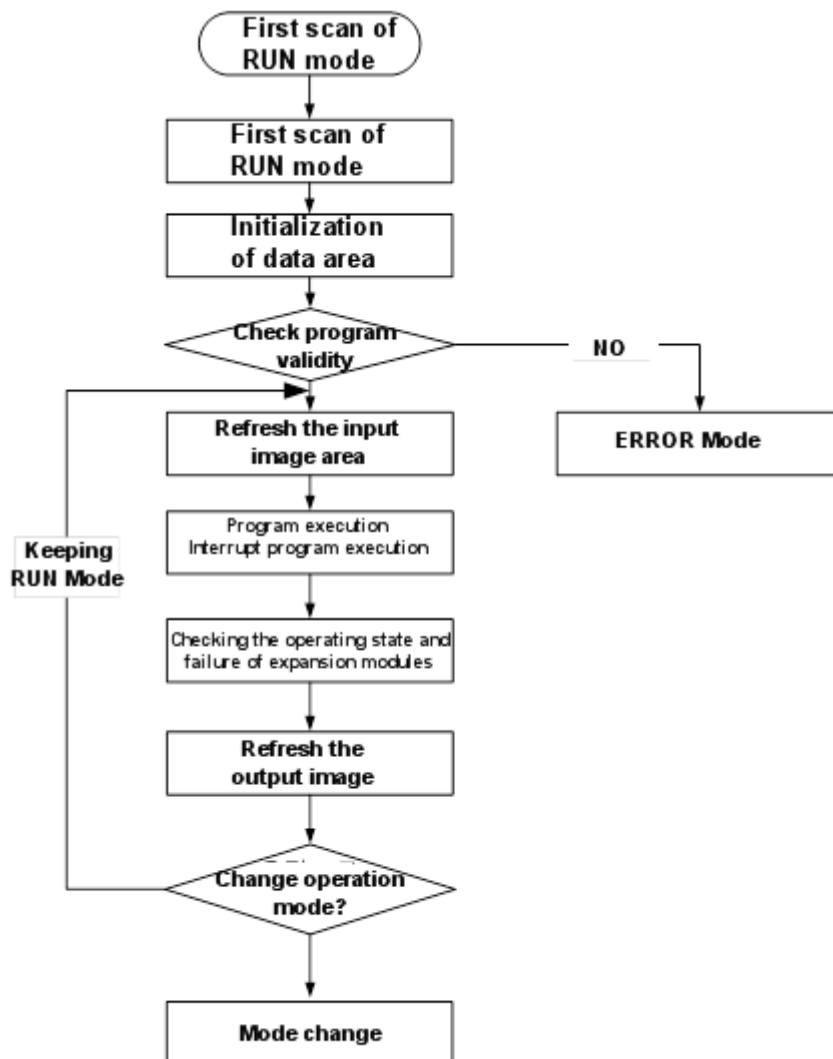 First scan of
RUN mode
First scan of
RUN mode
Initialization
of data area
Check program
validity
NO
ERROR Mode
Refresh the input
image area
Program execution
Interrupt program execution
Keeping
RUN Mode
Checking the operating state and
failure of expansion modules
Refresh the
output image
Change operation
mode?
Mode change